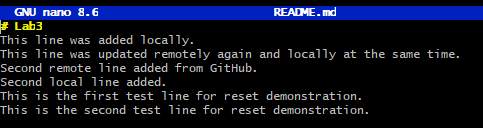 GNU nano 8.6 README.md
# Lab3
This line was added locally.
This line was updated remotely again and locally at the same time.
Second remote line added from GitHub.
Second local line added.
This is the first test line for reset demonstration.
This is the second test line for reset demonstration.